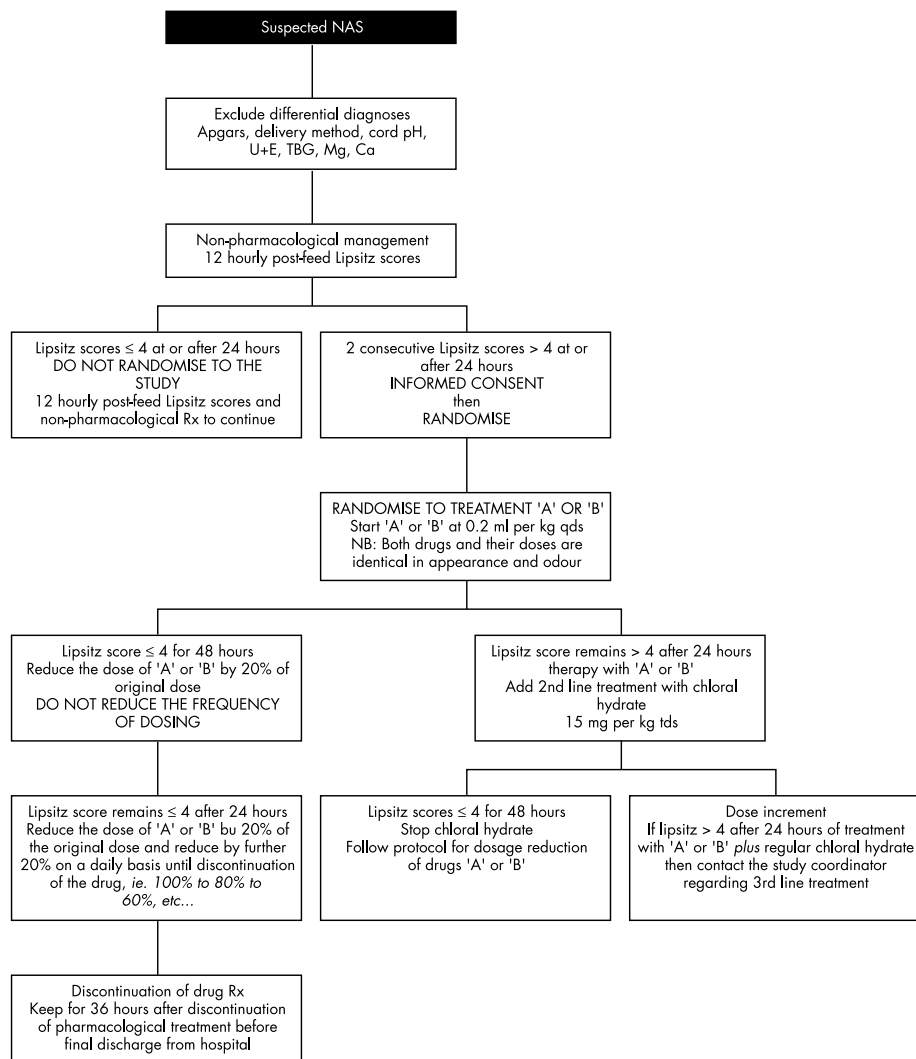 Suspected NAS
Exclude differential diagnoses
Apgars, delivery method, cord pH,
U+E, TBG, Mg, Ca
Non-pharmacological management
12 hourly post-feed Lipsitz scores
Lipsitz scores ≤ 4 at or after 24 hours
DO NOT RANDOMISE TO THE
STUDY
12 hourly post-feed Lipsitz scores and
non-pharmacological Rx to continue
2 consecutive Lipsitz scores > 4 at or
after 24 hours
INFORMED CONSENT
then
RANDOMISE
RANDOMISE TO TREATMENT 'A' OR 'B'
Start 'A' or 'B' at 0.2 ml per kg qds
NB: Both drugs and their doses are
identical in appearance and odour
Lipsitz score ≤ 4 for 48 hours
Reduce the dose of 'A' or 'B' by 20% of
original dose
DO NOT REDUCE THE FREQUENCY
OF DOSING
Lipsitz score remains > 4 after 24 hours
therapy with 'A' or 'B'
Add 2nd line treatment with chloral
hydrate
15 mg per kg tds
Lipsitz score remains ≤ 4 after 24 hours
Reduce the dose of 'A' or 'B' bu 20% of
the original dose and reduce by further
20% on a daily basis until discontinuation
of the drug, ie. 100% to 80% to
60%, etc...
Lipsitz scores ≤ 4 for 48 hours
Stop chloral hydrate
Follow protocol for dosage reduction
of drugs 'A' or 'B'
Dose increment
If lipsitz > 4 after 24 hours of treatment
with 'A' or 'B' plus regular chloral hydrate
then contact the study coordinator
regarding 3rd line treatment
Discontinuation of drug Rx
Keep for 36 hours after discontinuation
of pharmacological treatment before
final discharge from hospital